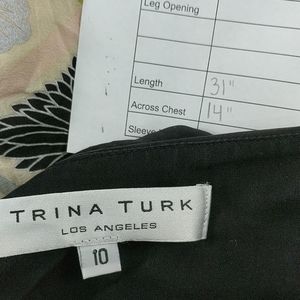 Leg Opening
Length 31"
Across Chest 14"
Sleeve
TRINA TURK
LOS ANGELES
10